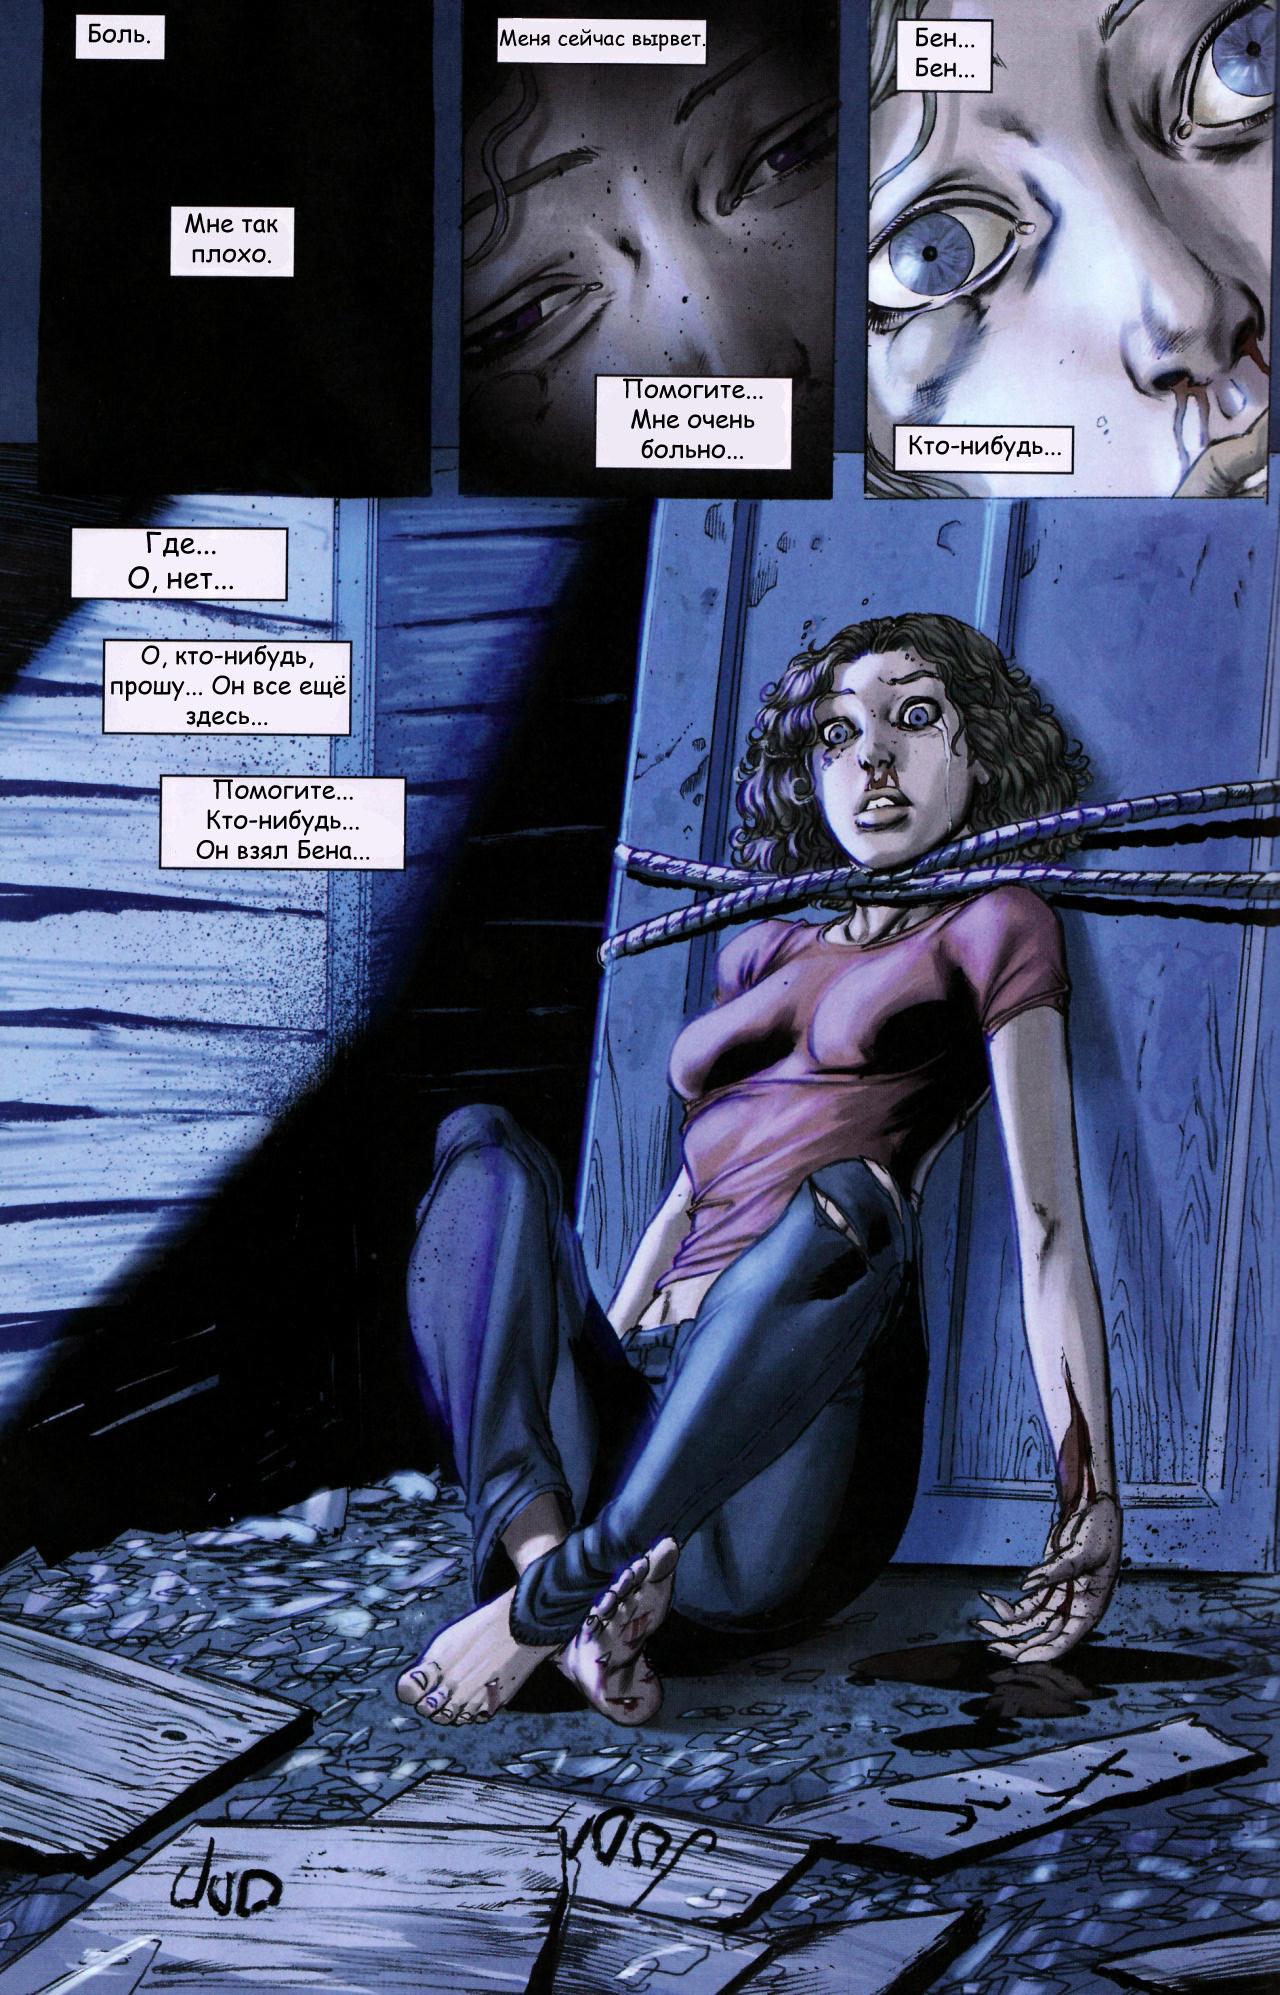 Боль.
Мне так
плохо.
Меня сейчас вырвет.
Помогите...
Мне очень
больно...
Бен...
Бен...
Кто-нибудь...
Где...
О, нет...
О, кто-нибудь,
прошу... Он все ещё
здесь...
Помогите...
Кто-нибудь...
Он взял Бена...